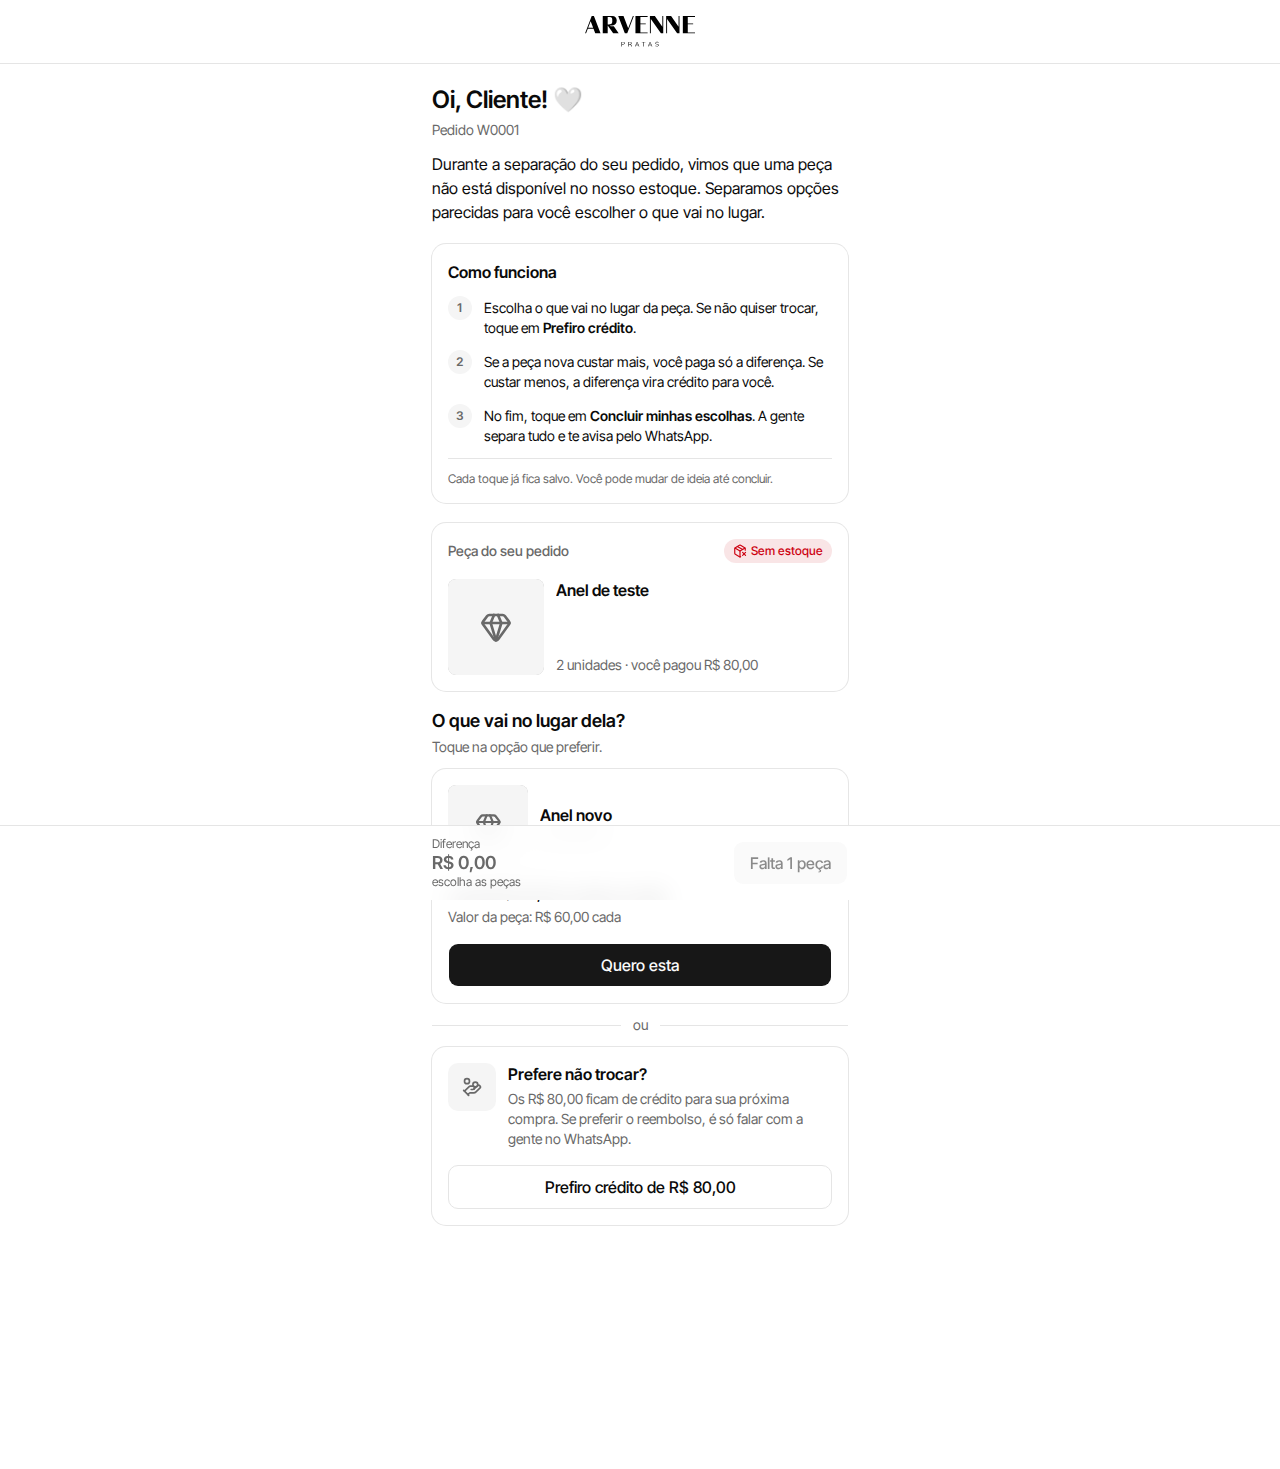 ARVENNE
PRATAS
Oi, Cliente! 🤍
Pedido W0001
Durante a separação do seu pedido, vimos que uma peça
não está disponível no nosso estoque. Separamos opções
parecidas para você escolher o que vai no lugar.
Como funciona
1 Escolha o que vai no lugar da peça. Se não quiser trocar,
toque em Prefiro crédito.
2 Se a peça nova custar mais, você paga só a diferença. Se
custar menos, a diferença vira crédito para você.
3 No fim, toque em Concluir minhas escolhas. A gente
separa tudo e te avisa pelo WhatsApp.
Cada toque já fica salvo. Você pode mudar de ideia até concluir.
Peça do seu pedido
Sem estoque
Anel de teste
2 unidades · você pagou R$ 80,00
O que vai no lugar dela?
Toque na opção que preferir.
Anel novo
Diferença
R$ 0,00
escolha as peças
Falta 1 peça
Valor da peça: R$ 60,00 cada
Quero esta
ou
Prefere não trocar?
Os R$ 80,00 ficam de crédito para sua próxima
compra. Se preferir o reembolso, é só falar com a
gente no WhatsApp.
Prefiro crédito de R$ 80,00